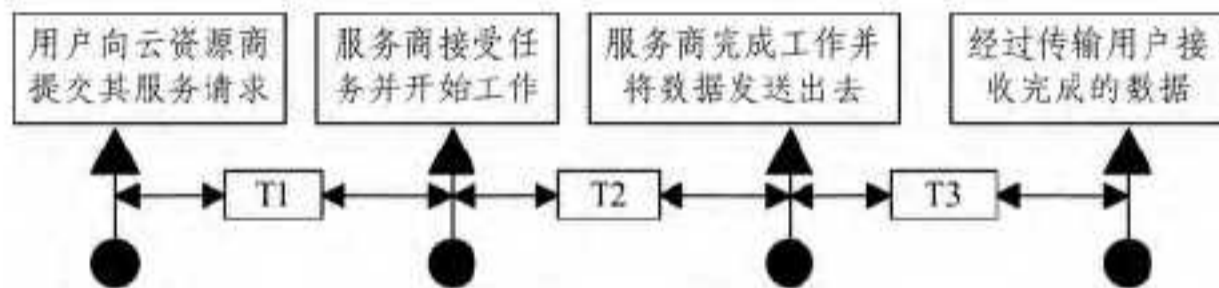 用户向云资源商
提交其服务请求
服务商接受任
务并开始工作
服务商完成工作并
将数据发送出去
经过传输用户接
收完成的数据
T1
T2
T3